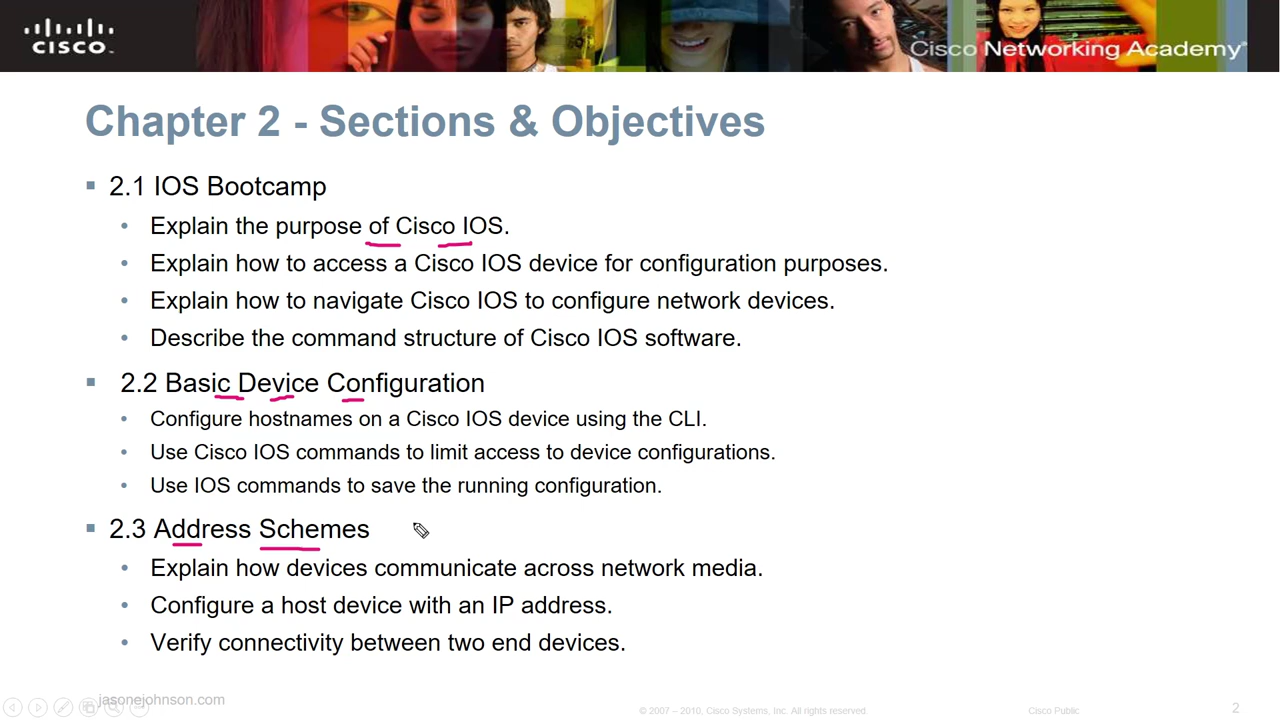 CISCO
Cisco Networking Academy
Chapter 2 - Sections & Objectives
2.1 IOS Bootcamp
Explain the purpose of Cisco IOS.
Explain how to access a Cisco IOS device for configuration purposes.
Explain how to navigate Cisco IOS to configure network devices.
Describe the command structure of Cisco IOS software.
2.2 Basic Device Configuration
Configure hostnames on a Cisco IOS device using the CLI.
Use Cisco IOS commands to limit access to device configurations.
Use IOS commands to save the running configuration.
2.3 Address Schemes
Explain how devices communicate across network media.
Configure a host device with an IP address.
Verify connectivity between two end devices.
jasonejohnson.com
© 2007 – 2010, Cisco Systems, Inc. All rights reserved.
Cisco Public
2